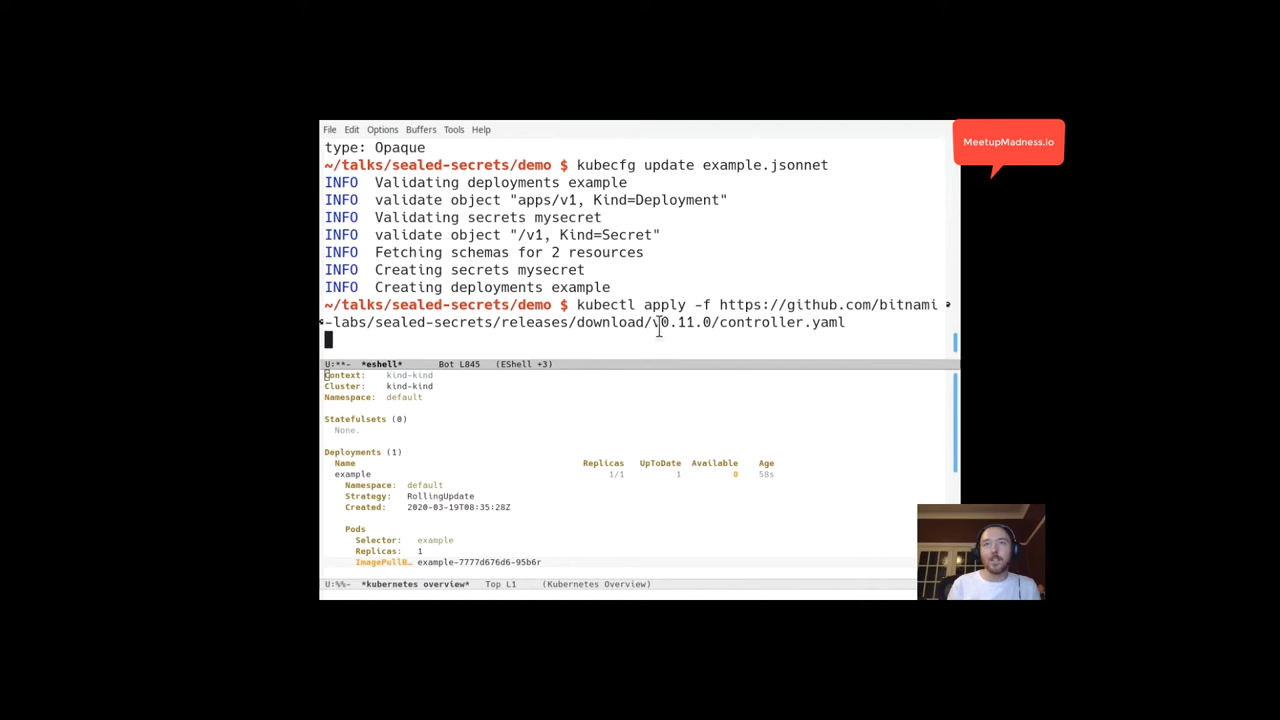 MeetupMadness.io
File Edit Options Buffers Tools Help
type: Opaque
~/talks/sealed-secrets/demo $ kubecfg update example.jsonnet
INFO Validating deployments example
INFO validate object "apps/v1, Kind=Deployment"
INFO Validating secrets mysecret
INFO validate object "/v1, Kind=Secret"
INFO Fetching schemas for 2 resources
INFO Creating secrets mysecret
INFO Creating deployments example
~/talks/sealed-secrets/demo $ kubectl apply -f https://github.com/bitnami
-labs/sealed-secrets/releases/download/v0.11.0/controller.yaml
U:**- *eshell* Bot L845 (EShell +3)
Context: kind-kind
Cluster: kind-kind
Namespace: default
Statefulsets (0)
None.
Deployments (1)
Name Replicas UpToDate Available Age
example 1/1 1 0 58s
Namespace: default
Strategy: RollingUpdate
Created: 2020-03-19T08:35:28Z
Pods
Selector: example
Replicas: 1
ImagePullB… example-7777d676d6-95b6r
U:%%- *kubernetes overview* Top L1 (Kubernetes Overview)